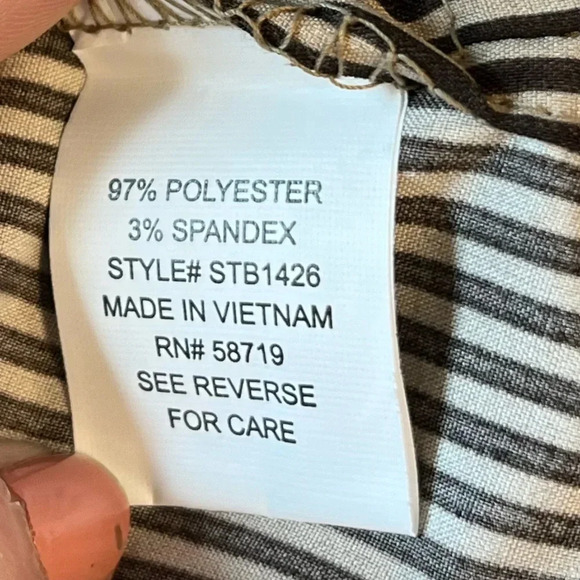 97% POLYESTER
3% SPANDEX
STYLE# STB1426
MADE IN VIETNAM
RN# 58719
SEE REVERSE
FOR CARE